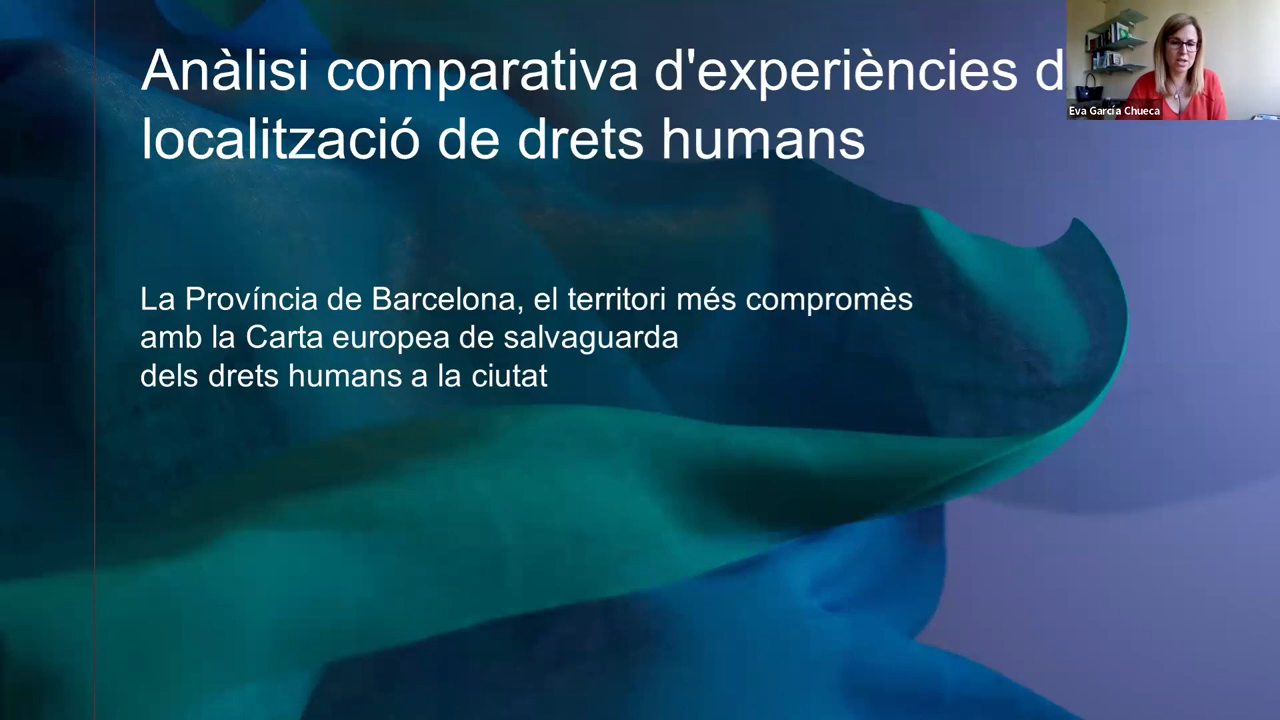 Anàlisi comparativa d'experiències d
localització de drets humans
Eva García Chueca
La Província de Barcelona, el territori més compromès
amb la Carta europea de salvaguarda
dels drets humans a la ciutat